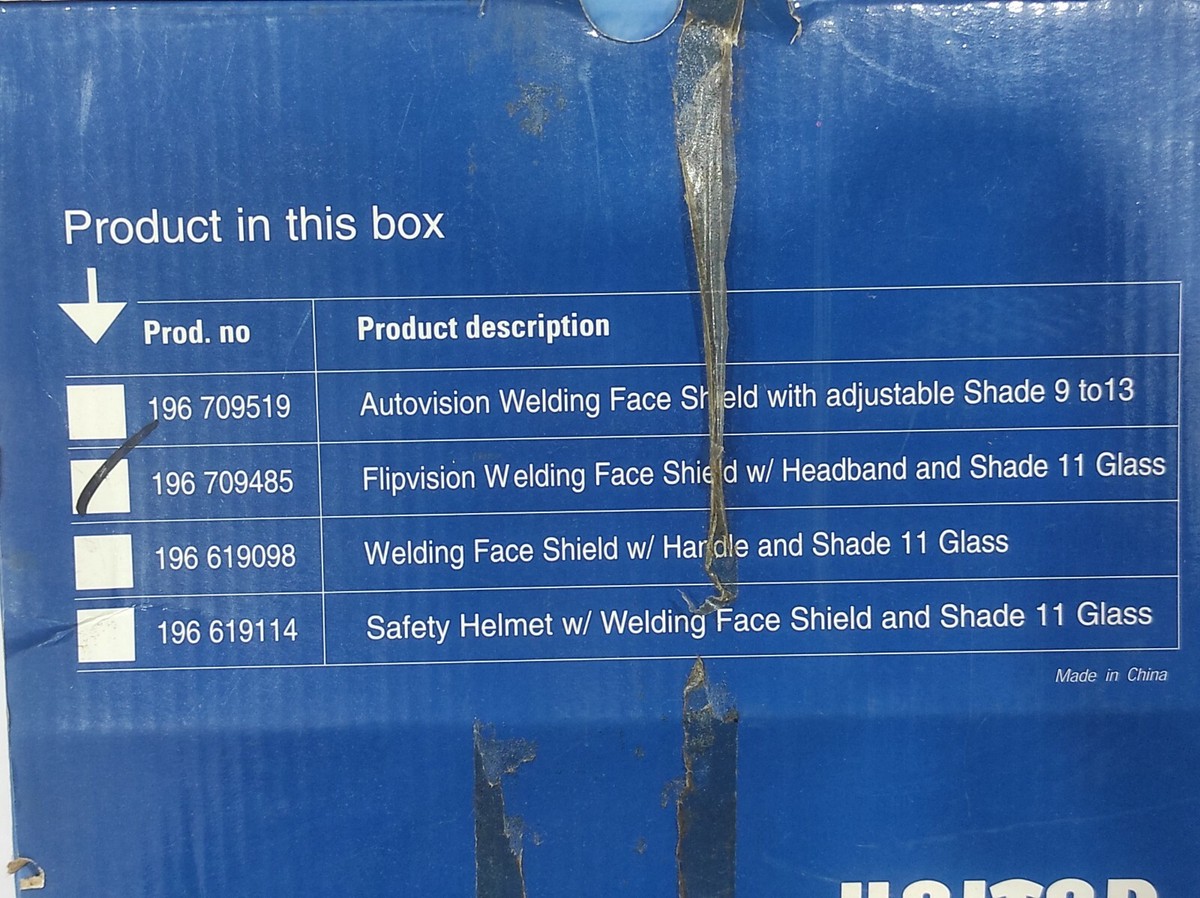 Product in this box
Prod. no Product description
196 709519 Autovision Welding Face Shield with adjustable Shade 9 to13
196 709485 Flipvision Welding Face Shield w/ Headband and Shade 11 Glass
196 619098 Welding Face Shield w/ Handle and Shade 11 Glass
196 619114 Safety Helmet w/ Welding Face Shield and Shade 11 Glass
Made in China